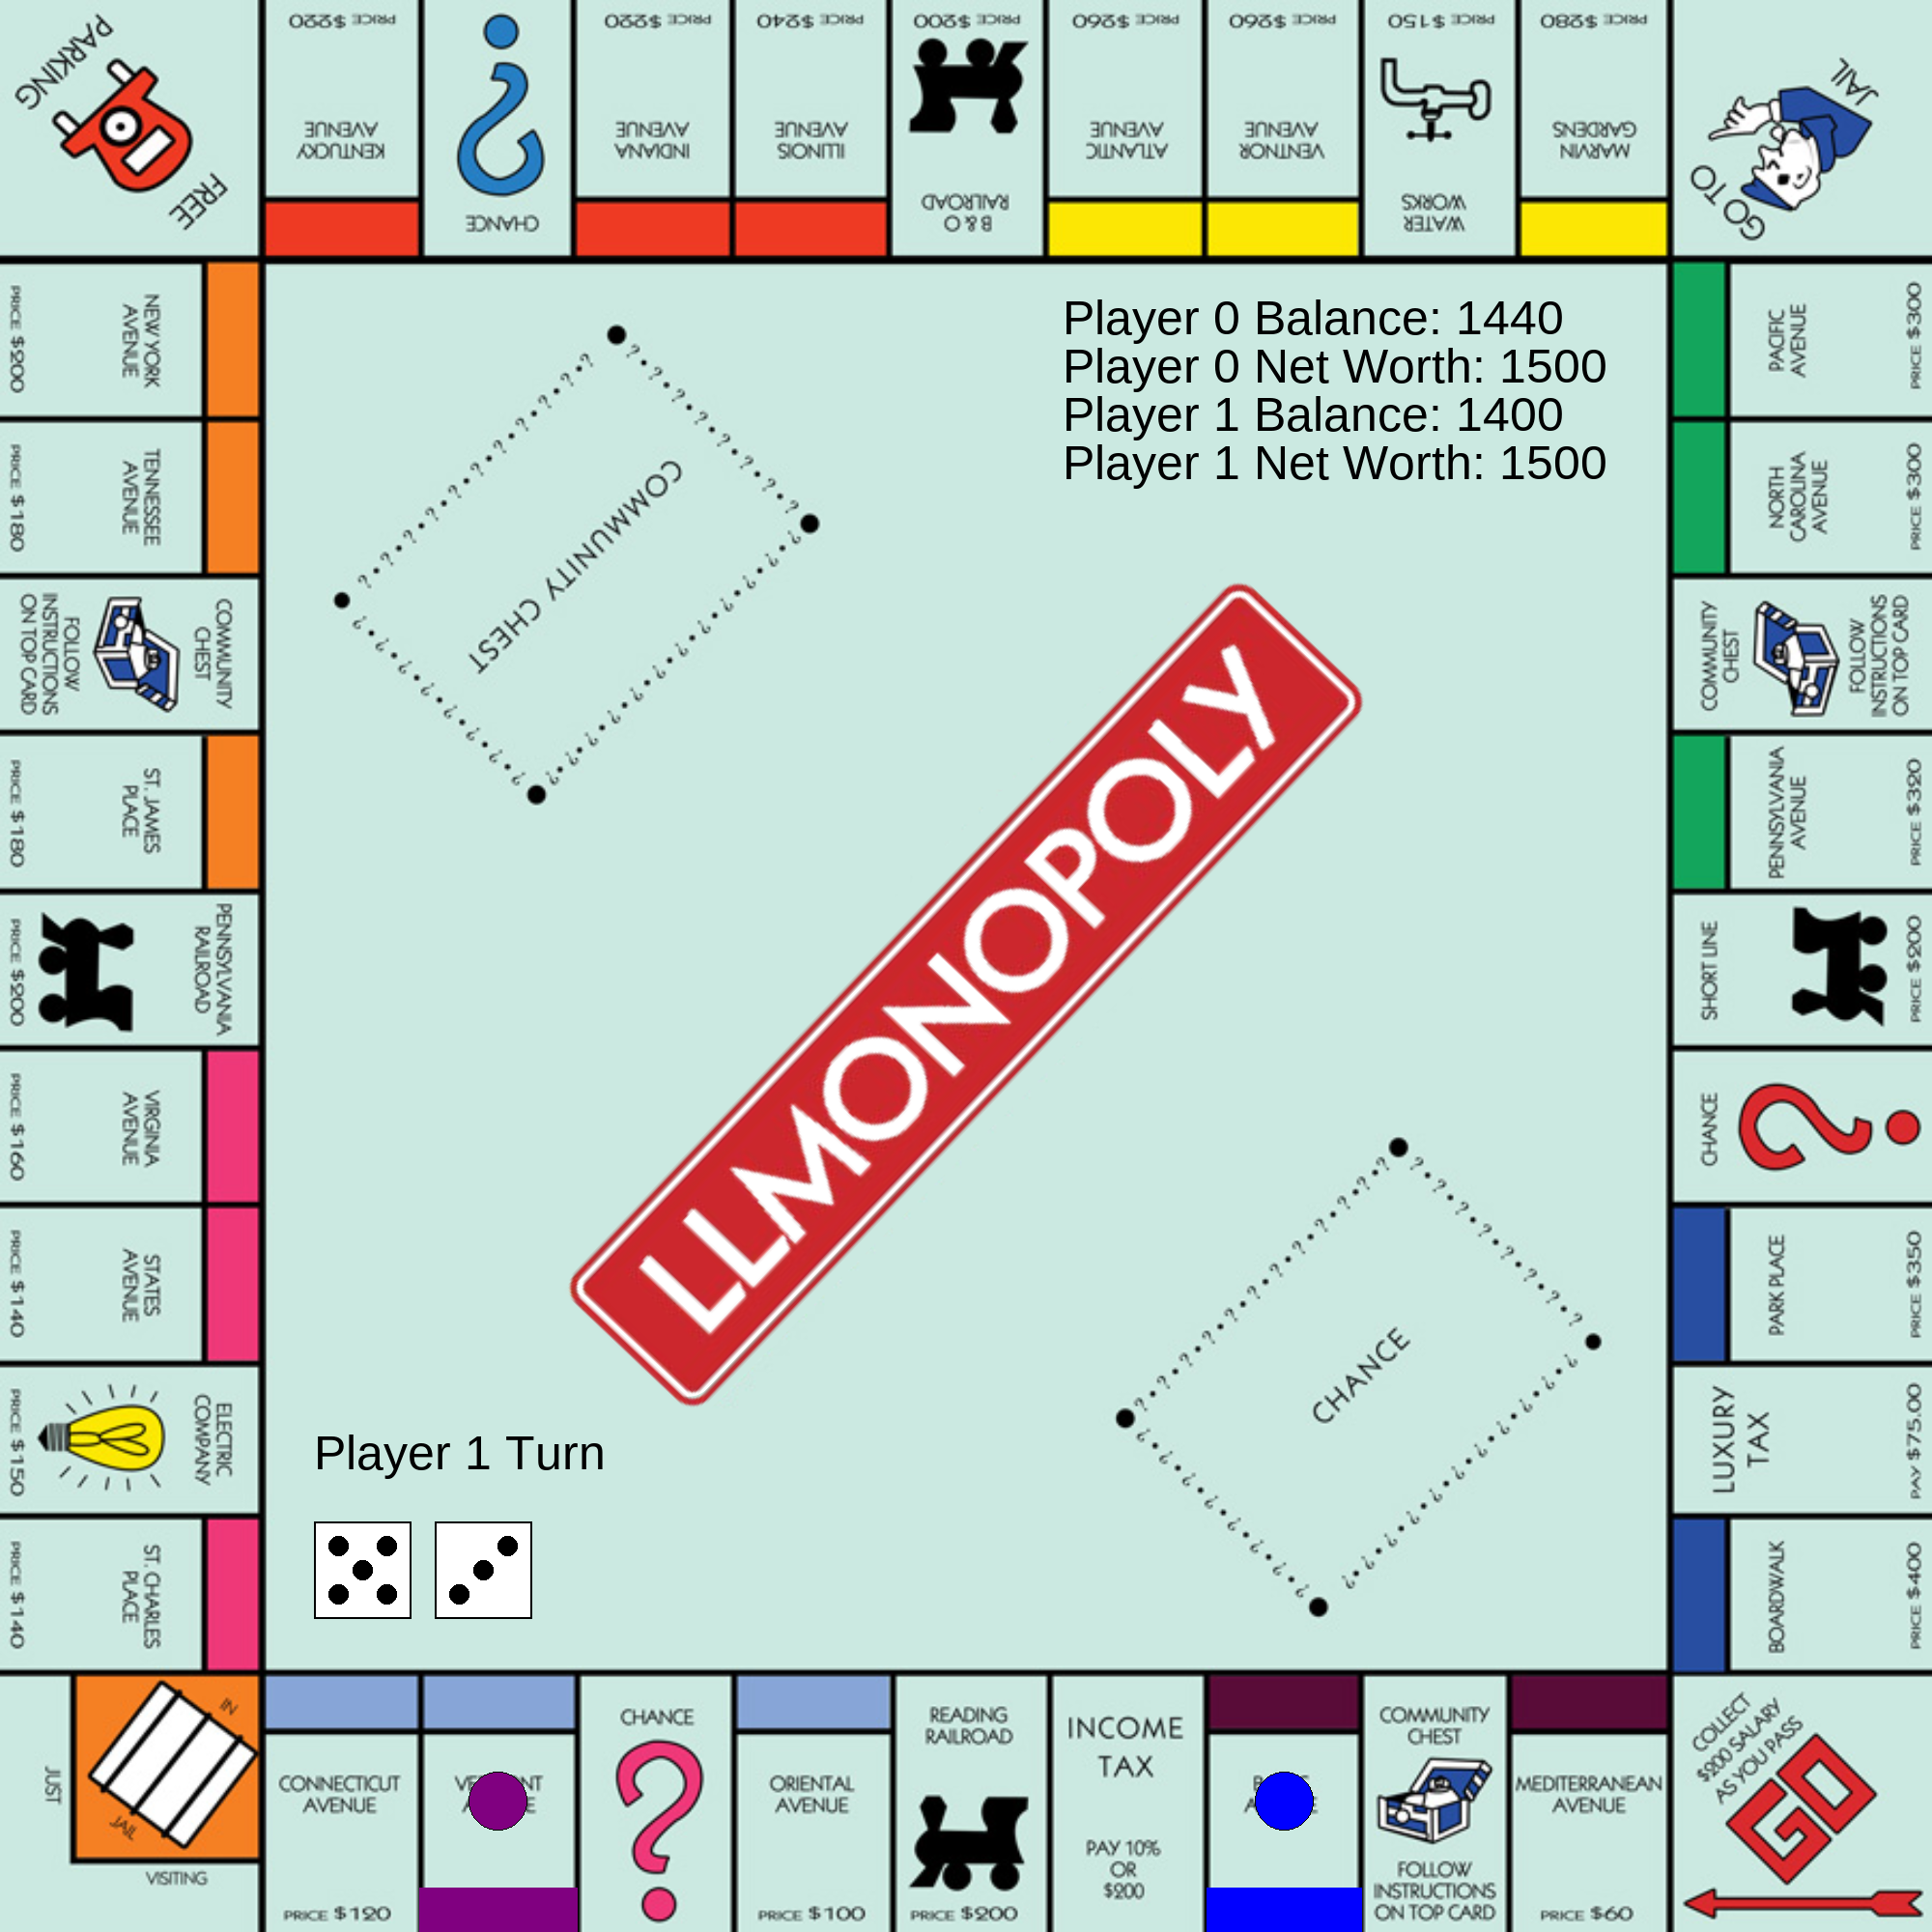 FREE
PARKING
PRICE $220
KENTUCKY
AVENUE
CHANCE
PRICE $220
INDIANA
AVENUE
PRICE $240
ILLINOIS
AVENUE
PRICE $200
B & O
RAILROAD
PRICE $260
ATLANTIC
AVENUE
PRICE $260
VENTNOR
AVENUE
PRICE $150
WATER
WORKS
PRICE $280
MARVIN
GARDENS
GO TO
JAIL
NEW YORK
AVENUE
PRICE $200
TENNESSEE
AVENUE
PRICE $180
COMMUNITY
CHEST
FOLLOW
INSTRUCTIONS
ON TOP CARD
ST. JAMES
PLACE
PRICE $180
PENNSYLVANIA
RAILROAD
PRICE $200
VIRGINIA
AVENUE
PRICE $160
STATES
AVENUE
PRICE $140
ELECTRIC
COMPANY
PRICE $150
ST. CHARLES
PLACE
PRICE $140
Player 0 Balance: 1440
Player 0 Net Worth: 1500
Player 1 Balance: 1400
Player 1 Net Worth: 1500
COMMUNITY CHEST
LLMONOPOLY
CHANCE
Player 1 Turn
PACIFIC
AVENUE
PRICE $300
NORTH
CAROLINA
AVENUE
PRICE $300
COMMUNITY
CHEST
FOLLOW
INSTRUCTIONS
ON TOP CARD
PENNSYLVANIA
AVENUE
PRICE $320
SHORT LINE
PRICE $200
CHANCE
PARK PLACE
PRICE $350
LUXURY
TAX
PAY $75.00
BOARDWALK
PRICE $400
IN
JAIL
JUST
VISITING
CONNECTICUT
AVENUE
PRICE $120
CHANCE
ORIENTAL
AVENUE
PRICE $100
READING
RAILROAD
PRICE $200
INCOME
TAX
PAY 10%
OR
$200
COMMUNITY
CHEST
FOLLOW
INSTRUCTIONS
ON TOP CARD
MEDITERRANEAN
AVENUE
PRICE $60
COLLECT
$200 SALARY
AS YOU PASS
GO